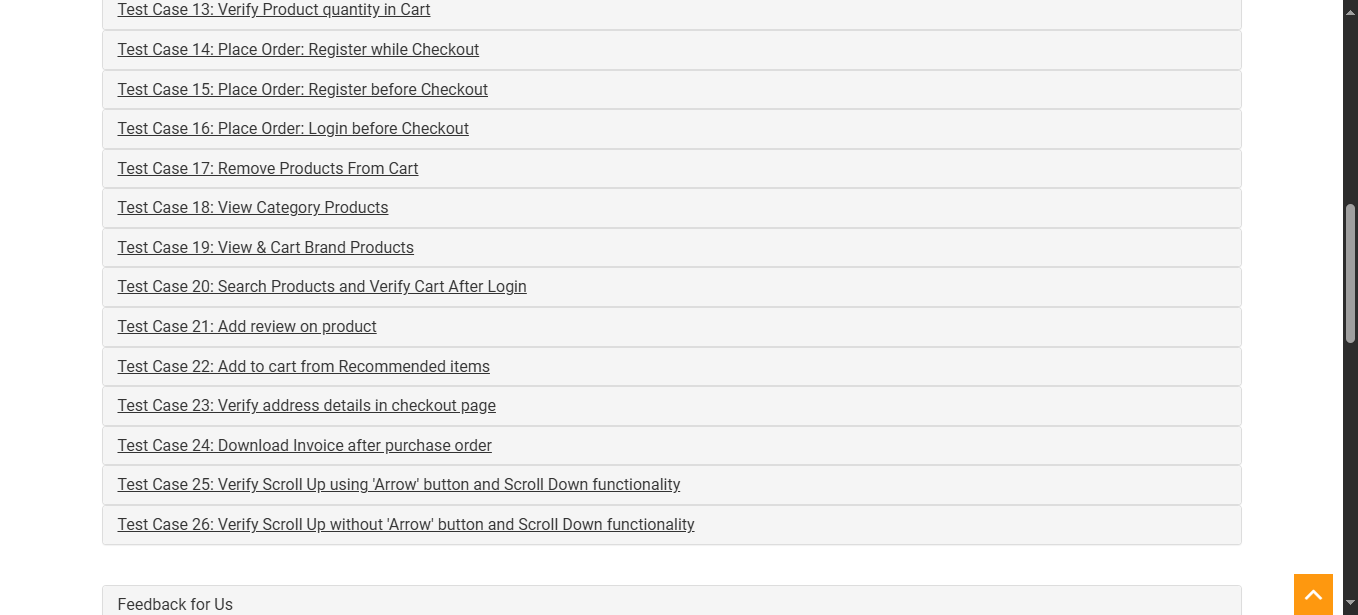 Test Case 13: Verify Product quantity in Cart
Test Case 14: Place Order: Register while Checkout
Test Case 15: Place Order: Register before Checkout
Test Case 16: Place Order: Login before Checkout
Test Case 17: Remove Products From Cart
Test Case 18: View Category Products
Test Case 19: View & Cart Brand Products
Test Case 20: Search Products and Verify Cart After Login
Test Case 21: Add review on product
Test Case 22: Add to cart from Recommended items
Test Case 23: Verify address details in checkout page
Test Case 24: Download Invoice after purchase order
Test Case 25: Verify Scroll Up using 'Arrow' button and Scroll Down functionality
Test Case 26: Verify Scroll Up without 'Arrow' button and Scroll Down functionality
Feedback for Us